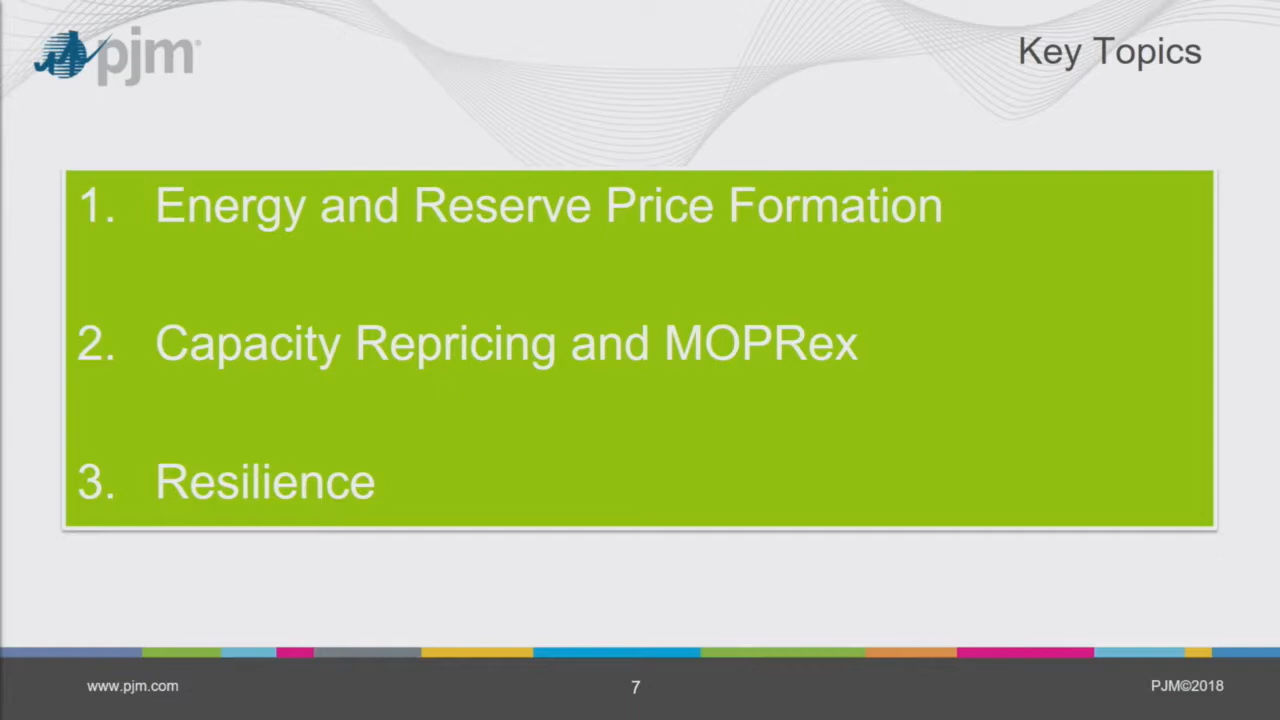 pjm
Key Topics
1. Energy and Reserve Price Formation
2. Capacity Repricing and MOPRex
3. Resilience
www.pjm.com
7
PJM©2018